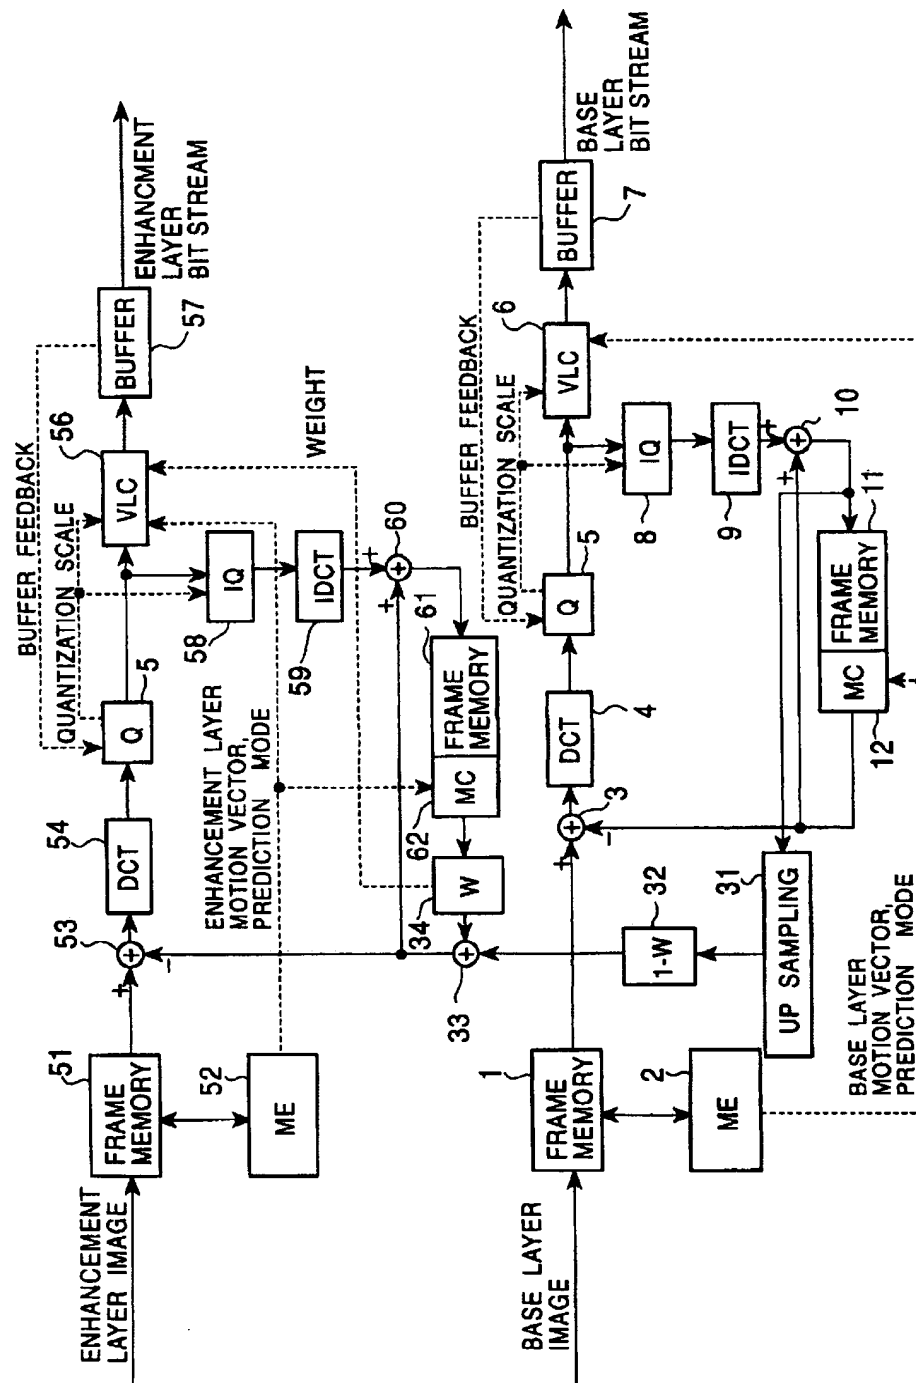 ENHANCEMENT
LAYER IMAGE
51
FRAME
MEMORY
52
ME
53
+
-
54
DCT
5
Q
BUFFER FEEDBACK
QUANTIZATION SCALE
56
VLC
BUFFER
57
ENHANCMENT
LAYER
BIT STREAM
ENHANCEMENT LAYER
MOTION VECTOR,
PREDICTION MODE
IQ
58
IDCT
59
WEIGHT
+
+
60
61
FRAME
MEMORY
MC
62
W
34
33
1-W
32
UP SAMPLING
31
BASE LAYER
IMAGE
1
FRAME
MEMORY
2
ME
+
-
3
DCT
4
Q
5
BUFFER FEEDBACK
QUANTIZATION SCALE
6
VLC
BUFFER
7
BASE
LAYER
BIT STREAM
IQ
8
IDCT
9
+
+
10
11
FRAME
MEMORY
MC
12
BASE LAYER
MOTION VECTOR,
PREDICTION MODE